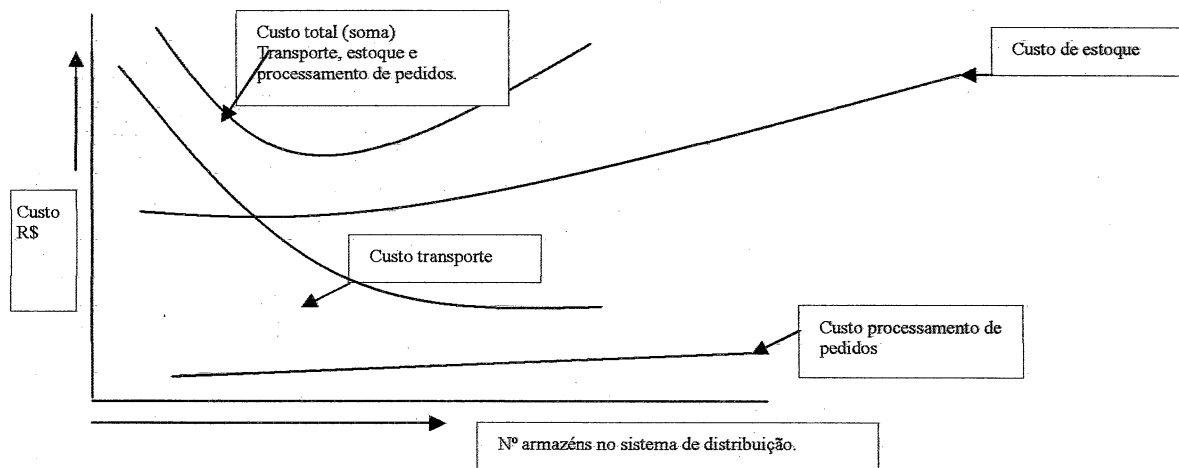 Custo total (soma)
Transporte, estoque e
processamento de pedidos.
Custo de estoque
Custo
R$
Custo transporte
Custo processamento de
pedidos
Nº armazéns no sistema de distribuição.